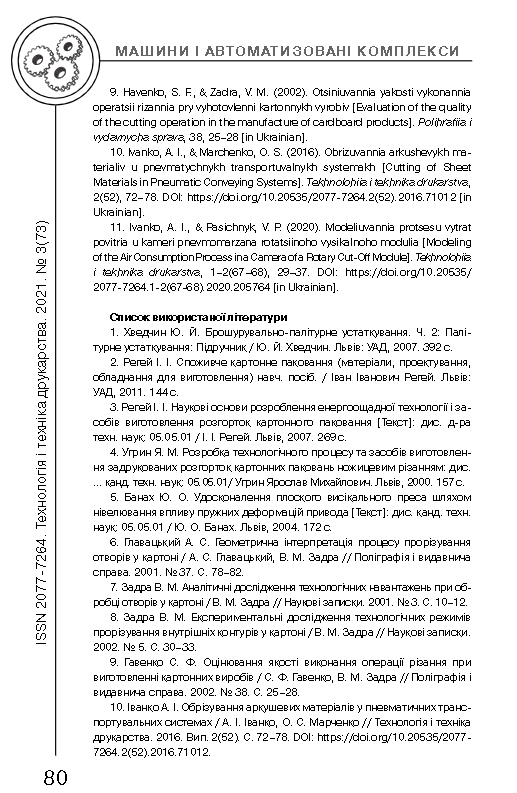 МАШИНИ І АВТОМАТИЗОВАНІ КОМПЛЕКСИ
9. Havenko, S. F., & Zadra, V. M. (2002). Otsiniuvannia yakosti vykonannia
operatsii rizannia pry vyhotovlenni kartonnykh vyrobiv [Evaluation of the quality
of the cutting operation in the manufacture of cardboard products]. Polihrafiia i
vydavnycha sprava, 38, 25–28 [in Ukrainian].
10. Ivanko, A. I., & Marchenko, O. S. (2016). Obrizuvannia arkushevykh ma-
terialiv u pnevmatychnykh transportuvalnykh systemakh [Cutting of Sheet
Materials in Pneumatic Conveying Systems]. Tekhnolohiia i tekhnika drukarstva,
2(52), 72–78. DOI: https://doi.org/10.20535/2077-7264.2(52).2016.71012 [in
Ukrainian].
11. Ivanko, A. I., & Pasichnyk, V. P. (2020). Modeliuvannia protsesu vytrat
povitria u kameri pnevmomarzana rotatsiinoho vysikalnoho modulia [Modeling
of the Air Consumption Process in a Camera of a Rotary Cut-Off Module]. Tekhnolohiia
i tekhnika drukarstva, 1–2(67–68), 29–37. DOI: https://doi.org/10.20535/
2077-7264.1-2(67-68).2020.205764 [in Ukrainian].
Список використаної літератури
1. Хведчин Ю. Й. Брошурувально-палітурне устаткування. Ч. 2: Палі-
турне устаткування: Підручник / Ю. Й. Хведчин. Львів: УАД, 2007. 392 с.
2. Регей І. І. Споживче картонне паковання (матеріали, проектування,
обладнання для виготовлення) навч. посіб. / Іван Іванович Регей. Львів:
УАД, 2011. 144 с.
3. Регей І. І. Наукові основи розроблення енергоощадної технології і за-
собів виготовлення розгорток картонного паковання [Текст]: дис. д-ра
техн. наук: 05.05.01 / І. І. Регей. Львів, 2007. 269 с.
4. Угрин Я. М. Розробка технологічного процесу та засобів виготовлен-
ня задрукованих розгорток картонних паковань ножицевим різанням: дис.
... канд. техн. наук: 05.05.01/ Угрин Ярослав Михайлович. Львів, 2000. 157 с.
5. Банах Ю. О. Удосконалення плоского висікального преса шляхом
нівелювання впливу пружних деформацій привода [Текст]: дис. канд. техн.
наук: 05.05.01 / Ю. О. Банах. Львів, 2004. 172 с.
6. Главацький А. С. Геометрична інтерпретація процесу прорізування
отворів у картоні / А. С. Главацький, В. М. Задра // Поліграфія і видавнича
справа. 2001. № 37. С. 78–82.
7. Задра В. М. Аналітичні дослідження технологічних навантажень при об-
робці отворів у картоні / В. М. Задра // Наукові записки. 2001. № 3. С. 10–12.
8. Задра В. М. Експериментальні дослідження технологічних режимів
прорізування внутрішніх контурів у картоні / В. М. Задра // Наукові записки.
2002. № 5. С. 30–33.
9. Гавенко С. Ф. Оцінювання якості виконання операції різання при
виготовленні картонних виробів / С. Ф. Гавенко, В. М. Задра // Поліграфія і
видавнича справа. 2002. № 38. С. 25–28.
10. Іванко А. І. Обрізування аркушевих матеріалів у пневматичних транс-
портувальних системах / А. І. Іванко, О. С. Марченко // Технологія і техніка
друкарства. 2016. Вип. 2(52). С. 72–78. DOI: https://doi.org/10.20535/2077-
7264.2(52).2016.71012.
ISSN 2077-7264. Технологія і техніка друкарства. 2021. № 3(73)
80